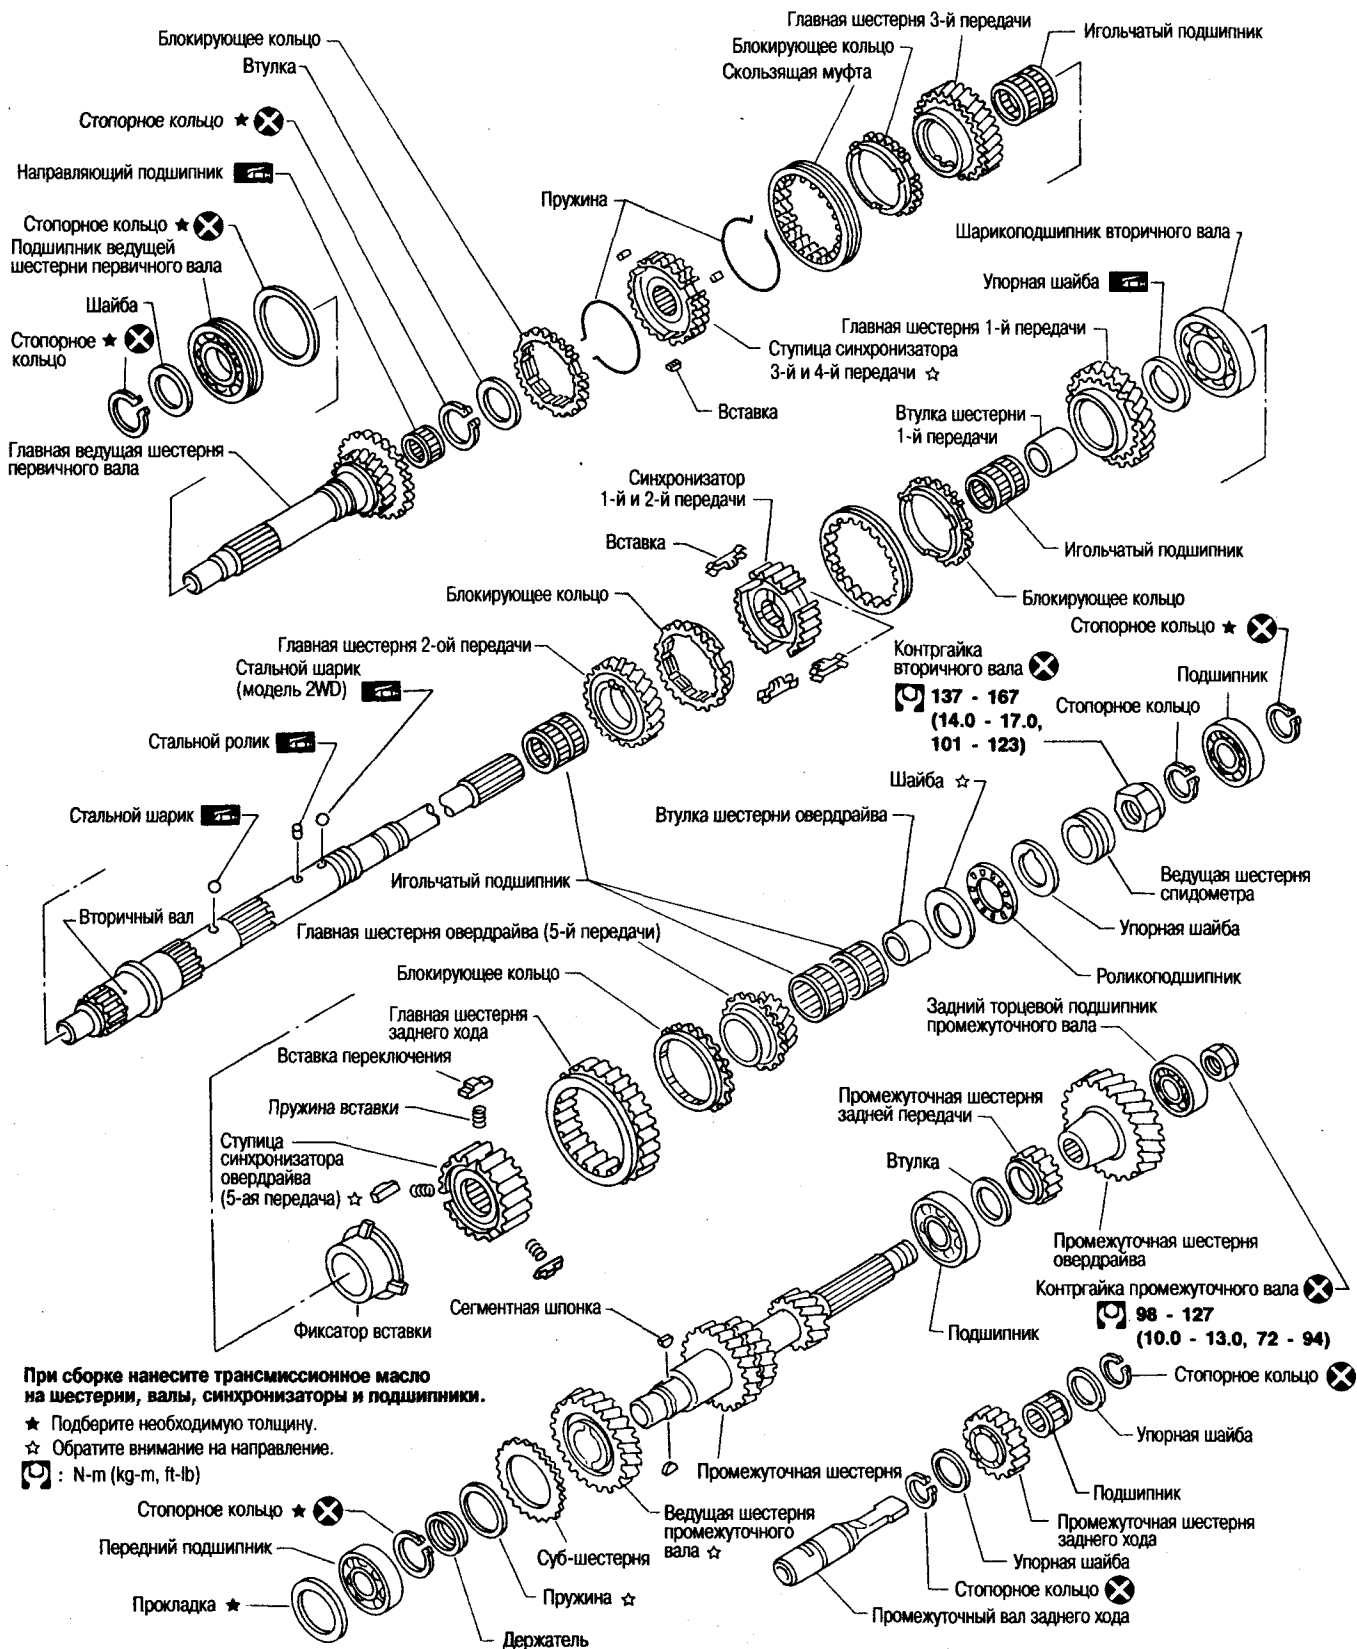 Блокирующее кольцо
Втулка
Стопорное кольцо ★
Направляющий подшипник
Стопорное кольцо ★
Подшипник ведущей
шестерни первичного вала
Шайба
Стопорное ★
кольцо
Главная ведущая шестерня
первичного вала
Главная шестерня 3-й передачи
Блокирующее кольцо
Скользящая муфта
Игольчатый подшипник
Пружина
Шарикоподшипник вторичного вала
Упорная шайба
Главная шестерня 1-й передачи
Ступица синхронизатора
3-й и 4-й передачи ☆
Вставка
Втулка шестерни
1-й передачи
Синхронизатор
1-й и 2-й передачи
Вставка
Игольчатый подшипник
Блокирующее кольцо
Блокирующее кольцо
Стопорное кольцо ★
Главная шестерня 2-ой передачи
Стальной шарик
(модель 2WD)
Контргайка
вторичного вала
137 - 167
(14.0 - 17.0,
101 - 123)
Подшипник
Стопорное кольцо
Стальной ролик
Стальной шарик
Шайба ☆
Втулка шестерни овердрайва
Ведущая шестерня
спидометра
Игольчатый подшипник
Вторичный вал
Упорная шайба
Главная шестерня овердрайва (5-й передачи)
Роликоподшипник
Блокирующее кольцо
Задний торцевой подшипник
промежуточного вала
Главная шестерня
заднего хода
Вставка переключения
Пружина вставки
Промежуточная шестерня
задней передачи
Ступица
синхронизатора
овердрайва
(5-ая передача) ☆
Втулка
Промежуточная шестерня
овердрайва
Контргайка промежуточного вала
98 - 127
(10.0 - 13.0, 72 - 94)
Сегментная шпонка
Фиксатор вставки
Подшипник
При сборке нанесите трансмиссионное масло
на шестерни, валы, синхронизаторы и подшипники.
★ Подберите необходимую толщину.
☆ Обратите внимание на направление.
: N-m (kg-m, ft-lb)
Стопорное кольцо
Упорная шайба
Промежуточная шестерня
Подшипник
Стопорное кольцо ★
Ведущая шестерня
промежуточного
вала ☆
Промежуточная шестерня
заднего хода
Передний подшипник
Суб-шестерня
Упорная шайба
Прокладка ★
Пружина ☆
Стопорное кольцо
Промежуточный вал заднего хода
Держатель